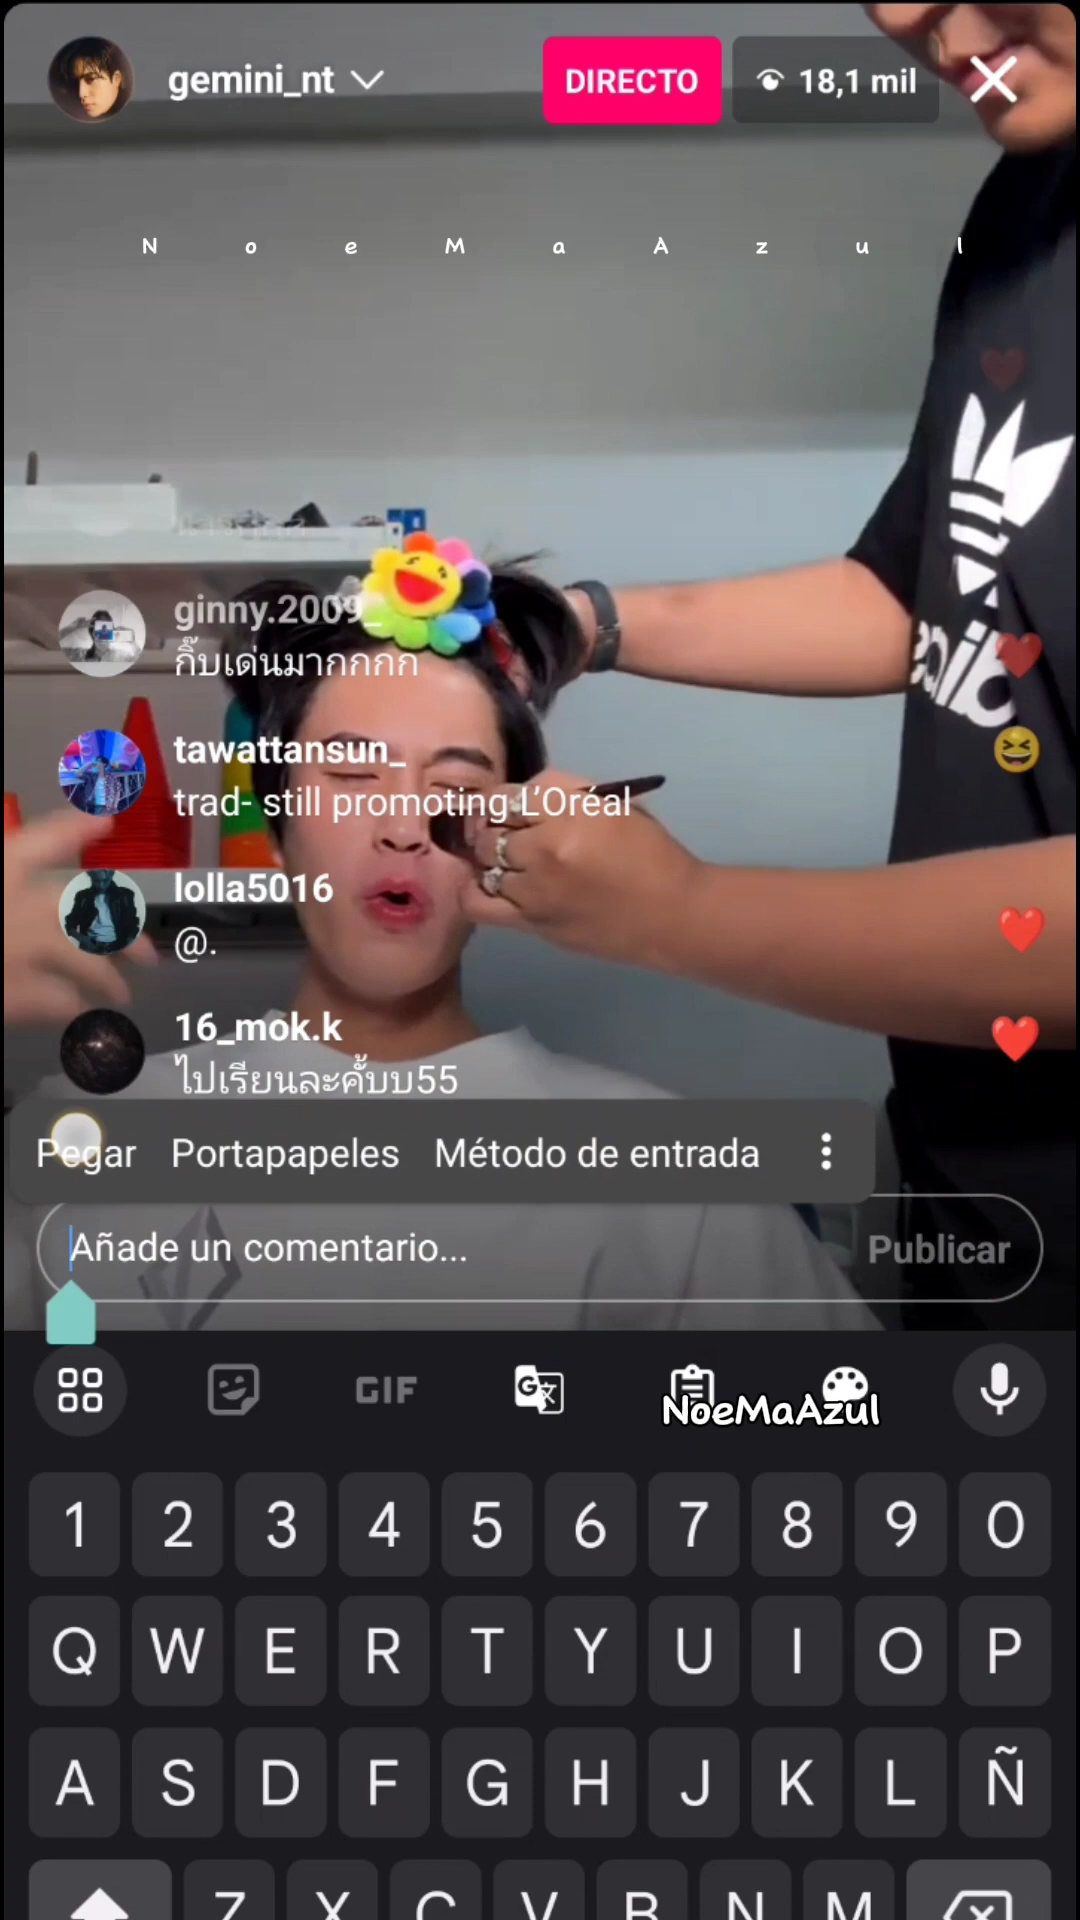 gemini_nt
DIRECTO
18,1 mil
N o e M a A z u l
adidas
ginny.2009_
กิ๊บเด่นมากกกก
tawattansun_
trad- still promoting L’Oréal
lolla5016
@.
16_mok.k
ไปเรียนละคั้บบ55
Pegar Portapapeles Método de entrada
Añade un comentario...
Publicar
GIF
G
NoeMaAzul
1 2 3 4 5 6 7 8 9 0
Q W E R T Y U I O P
A S D F G H J K L Ñ
Z X C V B N M